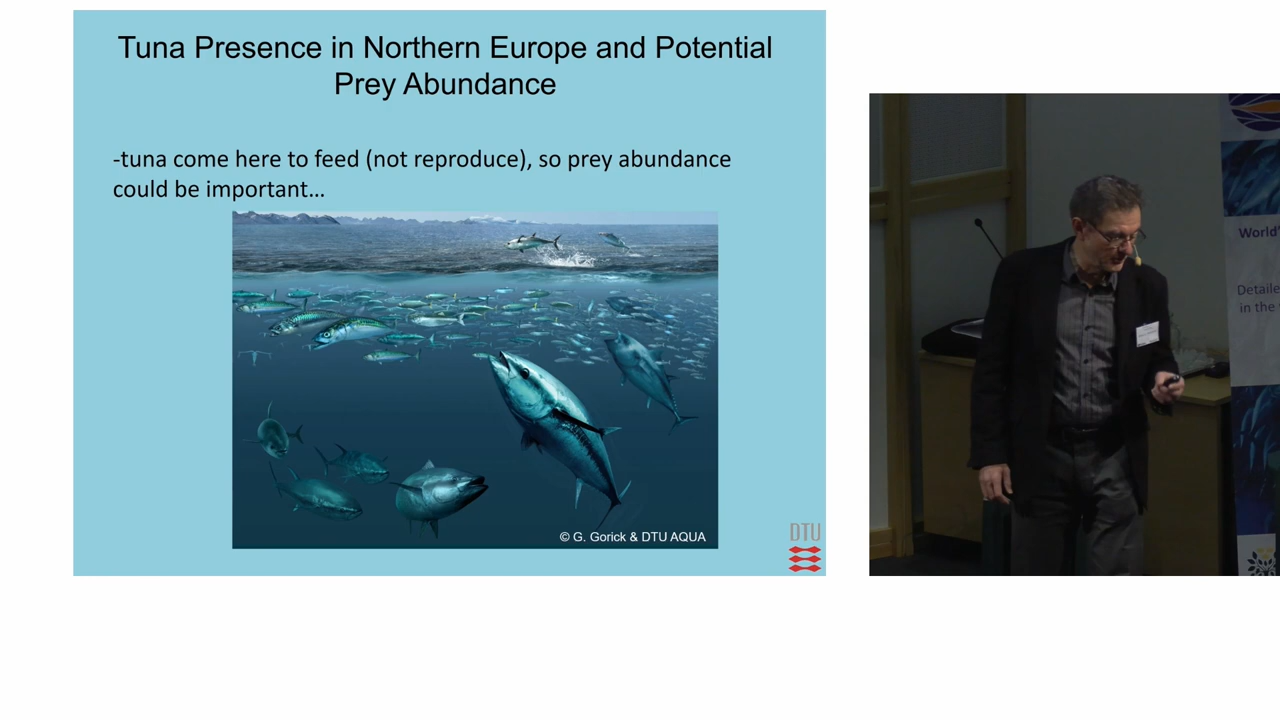 Tuna Presence in Northern Europe and Potential
Prey Abundance
-tuna come here to feed (not reproduce), so prey abundance
could be important…
© G. Gorick & DTU AQUA
DTU
World'
Detaile
in the